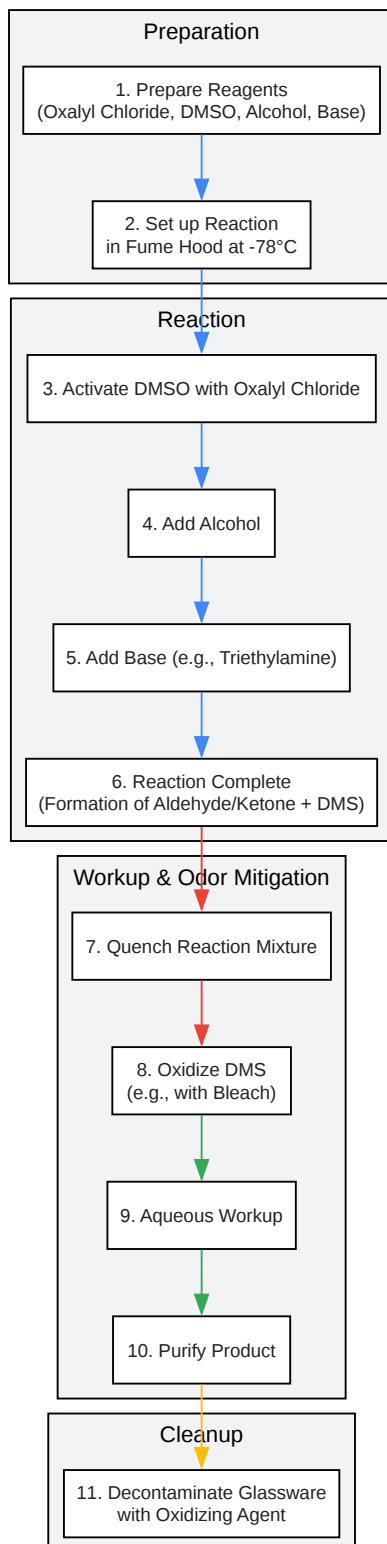 Preparation
1. Prepare Reagents
(Oxalyl Chloride, DMSO, Alcohol, Base)
2. Set up Reaction
in Fume Hood at -78°C
Reaction
3. Activate DMSO with Oxalyl Chloride
4. Add Alcohol
5. Add Base (e.g., Triethylamine)
6. Reaction Complete
(Formation of Aldehyde/Ketone + DMS)
Workup & Odor Mitigation
7. Quench Reaction Mixture
8. Oxidize DMS
(e.g., with Bleach)
9. Aqueous Workup
10. Purify Product
Cleanup
11. Decontaminate Glassware
with Oxidizing Agent